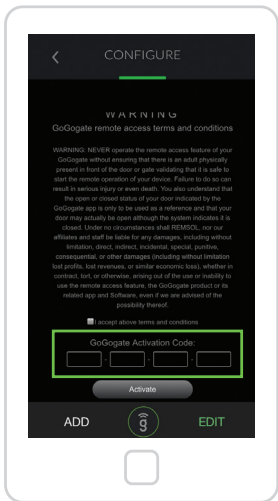 CONFIGURE
WARNING
GoGogate remote access terms and conditions
WARNING: NEVER operate the remote access feature of your
GoGogate without ensuring that there is an adult physically
present in front of the door or gate validating that it is safe to
start the remote operation of your device. Failure to do so can
result in serious injury or even death. You also understand that
the open or closed status of your door indicated by the
GoGogate app is only to be used as a reference and that your
door may actually be open although the system indicates it is
closed. Under no circumstances shall REMSOL, nor our
affiliates and staff be liable for any damages, including without
limitation, direct, indirect, incidental, special, punitive,
consequential, or other damages (including without limitation
lost profits, lost revenues, or similar economic loss), whether in
contract, tort, or otherwise, arising out of the use or inability to
use the remote access feature, the GoGogate product or its
related app and Software, even if we are advised of the
possibility thereof.
I accept above terms and conditions
GoGogate Activation Code:
- - -
Activate
ADD g EDIT